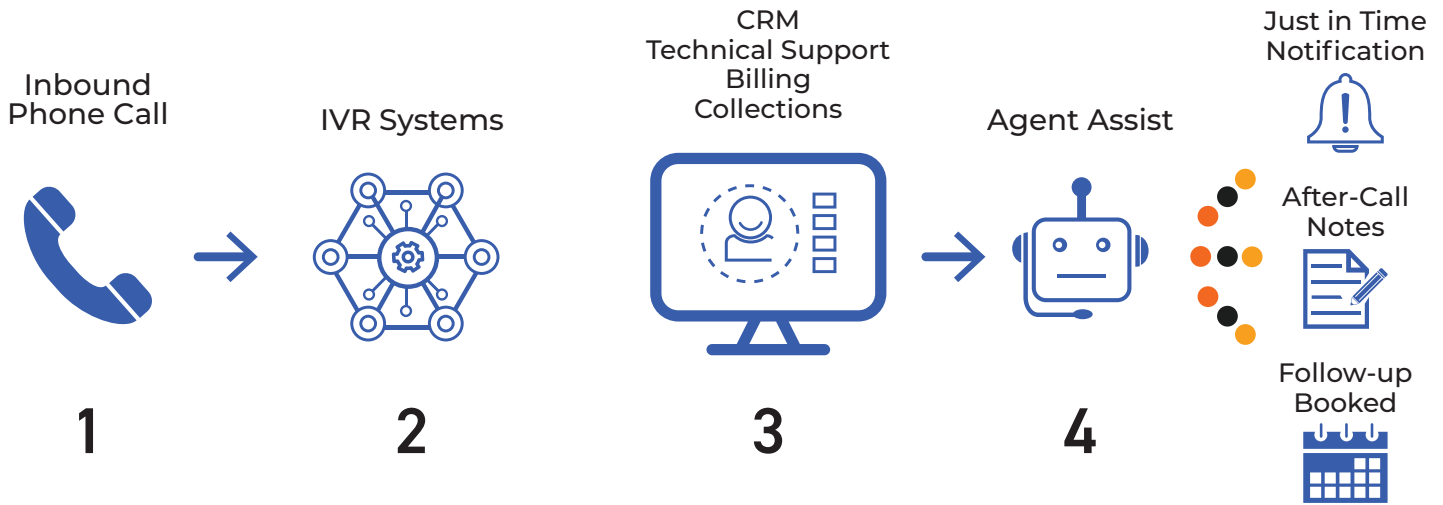 Inbound
Phone Call
1
IVR Systems
2
CRM
Technical Support
Billing
Collections
3
Agent Assist
4
Just in Time
Notification
After-Call
Notes
Follow-up
Booked